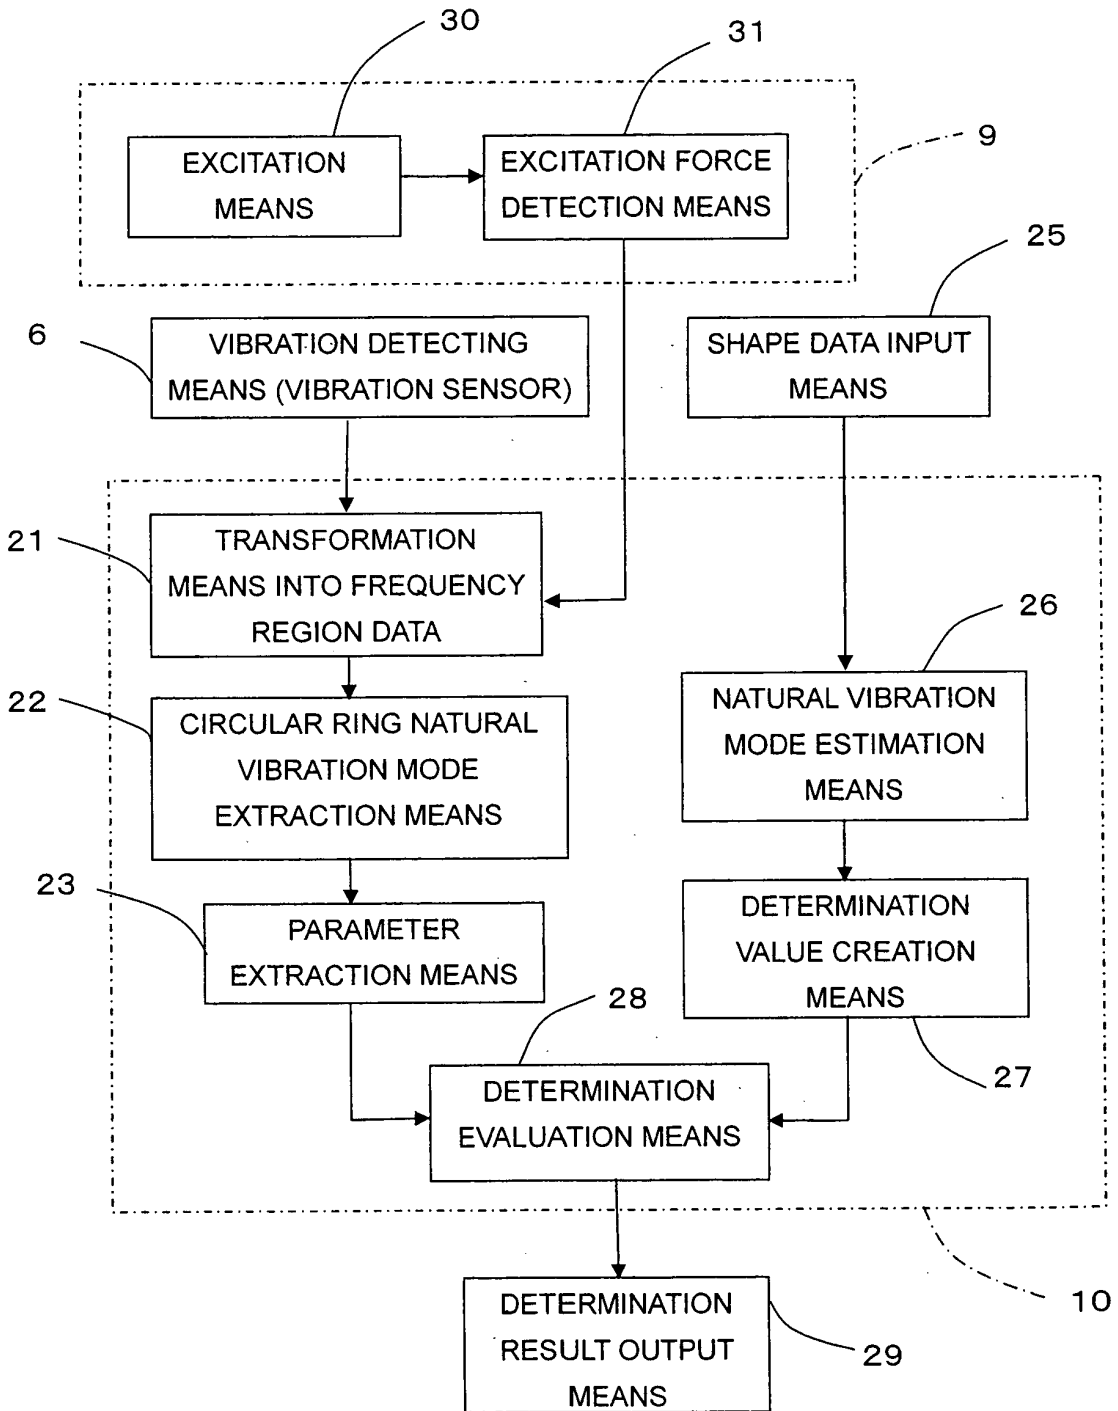 30
31
9
EXCITATION
MEANS
EXCITATION FORCE
DETECTION MEANS
25
6
VIBRATION DETECTING
MEANS (VIBRATION SENSOR)
SHAPE DATA INPUT
MEANS
21
TRANSFORMATION
MEANS INTO FREQUENCY
REGION DATA
26
22
CIRCULAR RING NATURAL
VIBRATION MODE
EXTRACTION MEANS
NATURAL VIBRATION
MODE ESTIMATION
MEANS
23
PARAMETER
EXTRACTION MEANS
DETERMINATION
VALUE CREATION
MEANS
28
27
DETERMINATION
EVALUATION MEANS
10
DETERMINATION
RESULT OUTPUT
MEANS
29